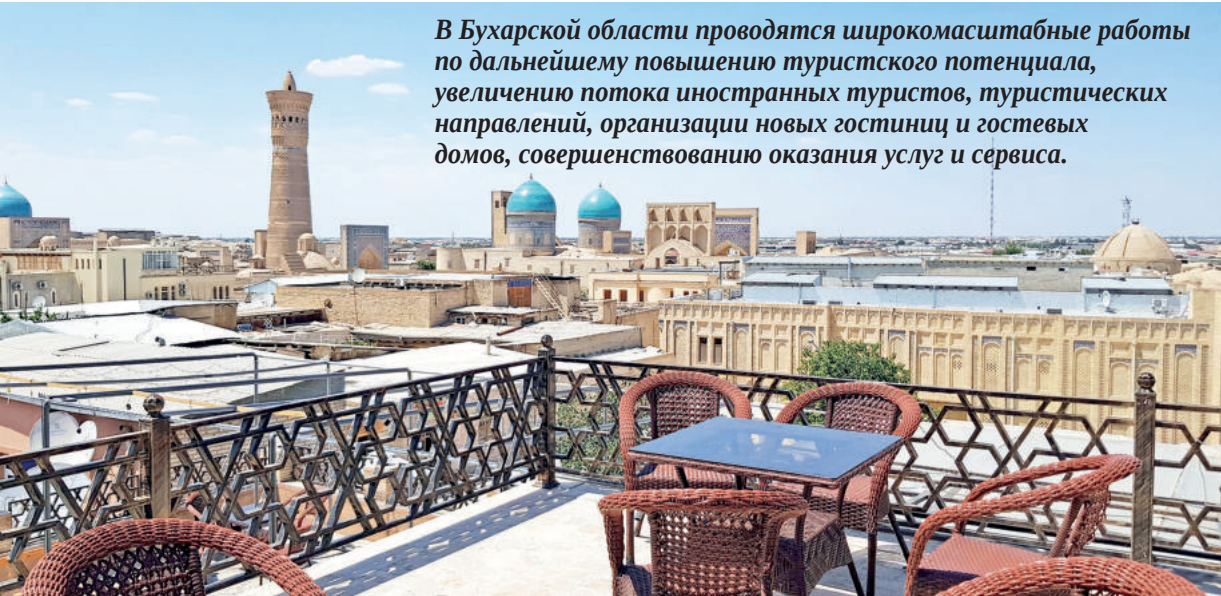 В Бухарской области проводятся широкомасштабные работы
по дальнейшему повышению туристского потенциала,
увеличению потока иностранных туристов, туристических
направлений, организации новых гостиниц и гостевых
домов, совершенствованию оказания услуг и сервиса.